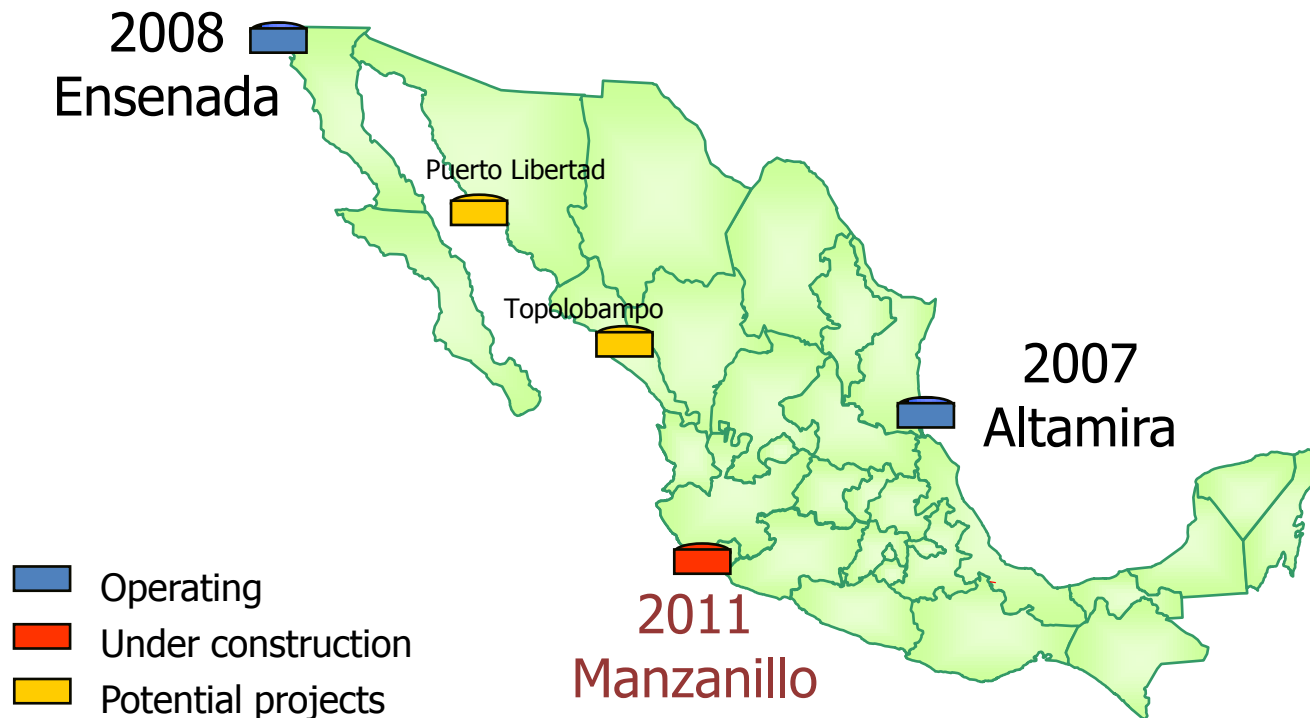 2008
Ensenada
Puerto Libertad
Topolobampo
2007
Altamira
2011
Manzanillo
Operating
Under construction
Potential projects